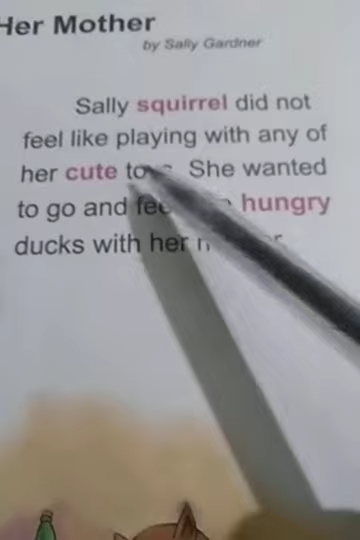 Her Mother
by Sally Gardner
Sally squirrel did not
feel like playing with any of
her cute She wanted
to go and hungry
ducks with her